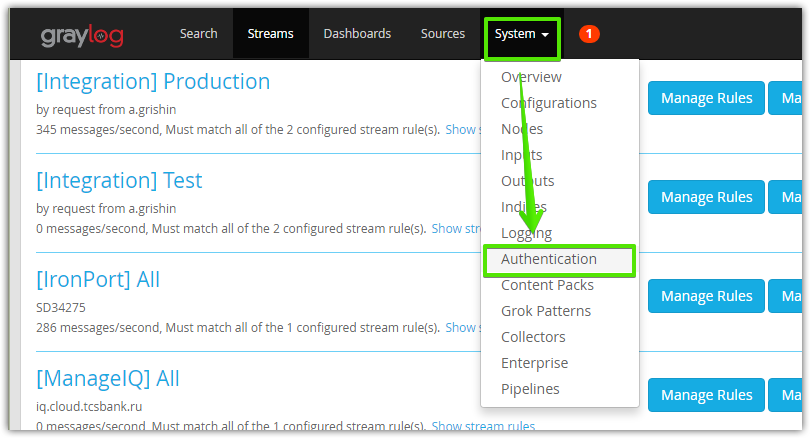 graylog
Search
Streams
Dashboards
Sources
System
1
Overview
Configurations
Nodes
Inputs
Outputs
Indices
Logging
Authentication
Content Packs
Grok Patterns
Collectors
Enterprise
Pipelines
[Integration] Production
by request from a.grishin
345 messages/second, Must match all of the 2 configured stream rule(s). Show s
Manage Rules
Ma
[Integration] Test
by request from a.grishin
0 messages/second, Must match all of the 2 configured stream rule(s). Show stre
Manage Rules
Ma
[IronPort] All
SD34275
286 messages/second, Must match all of the 1 configured stream rule(s). Show s
Manage Rules
Ma
[ManageIQ] All
iq.cloud.tcsbank.ru
0 messages/second, Must match all of the 1 configured stream rule(s). Show stream rules
Manage Rules
Ma